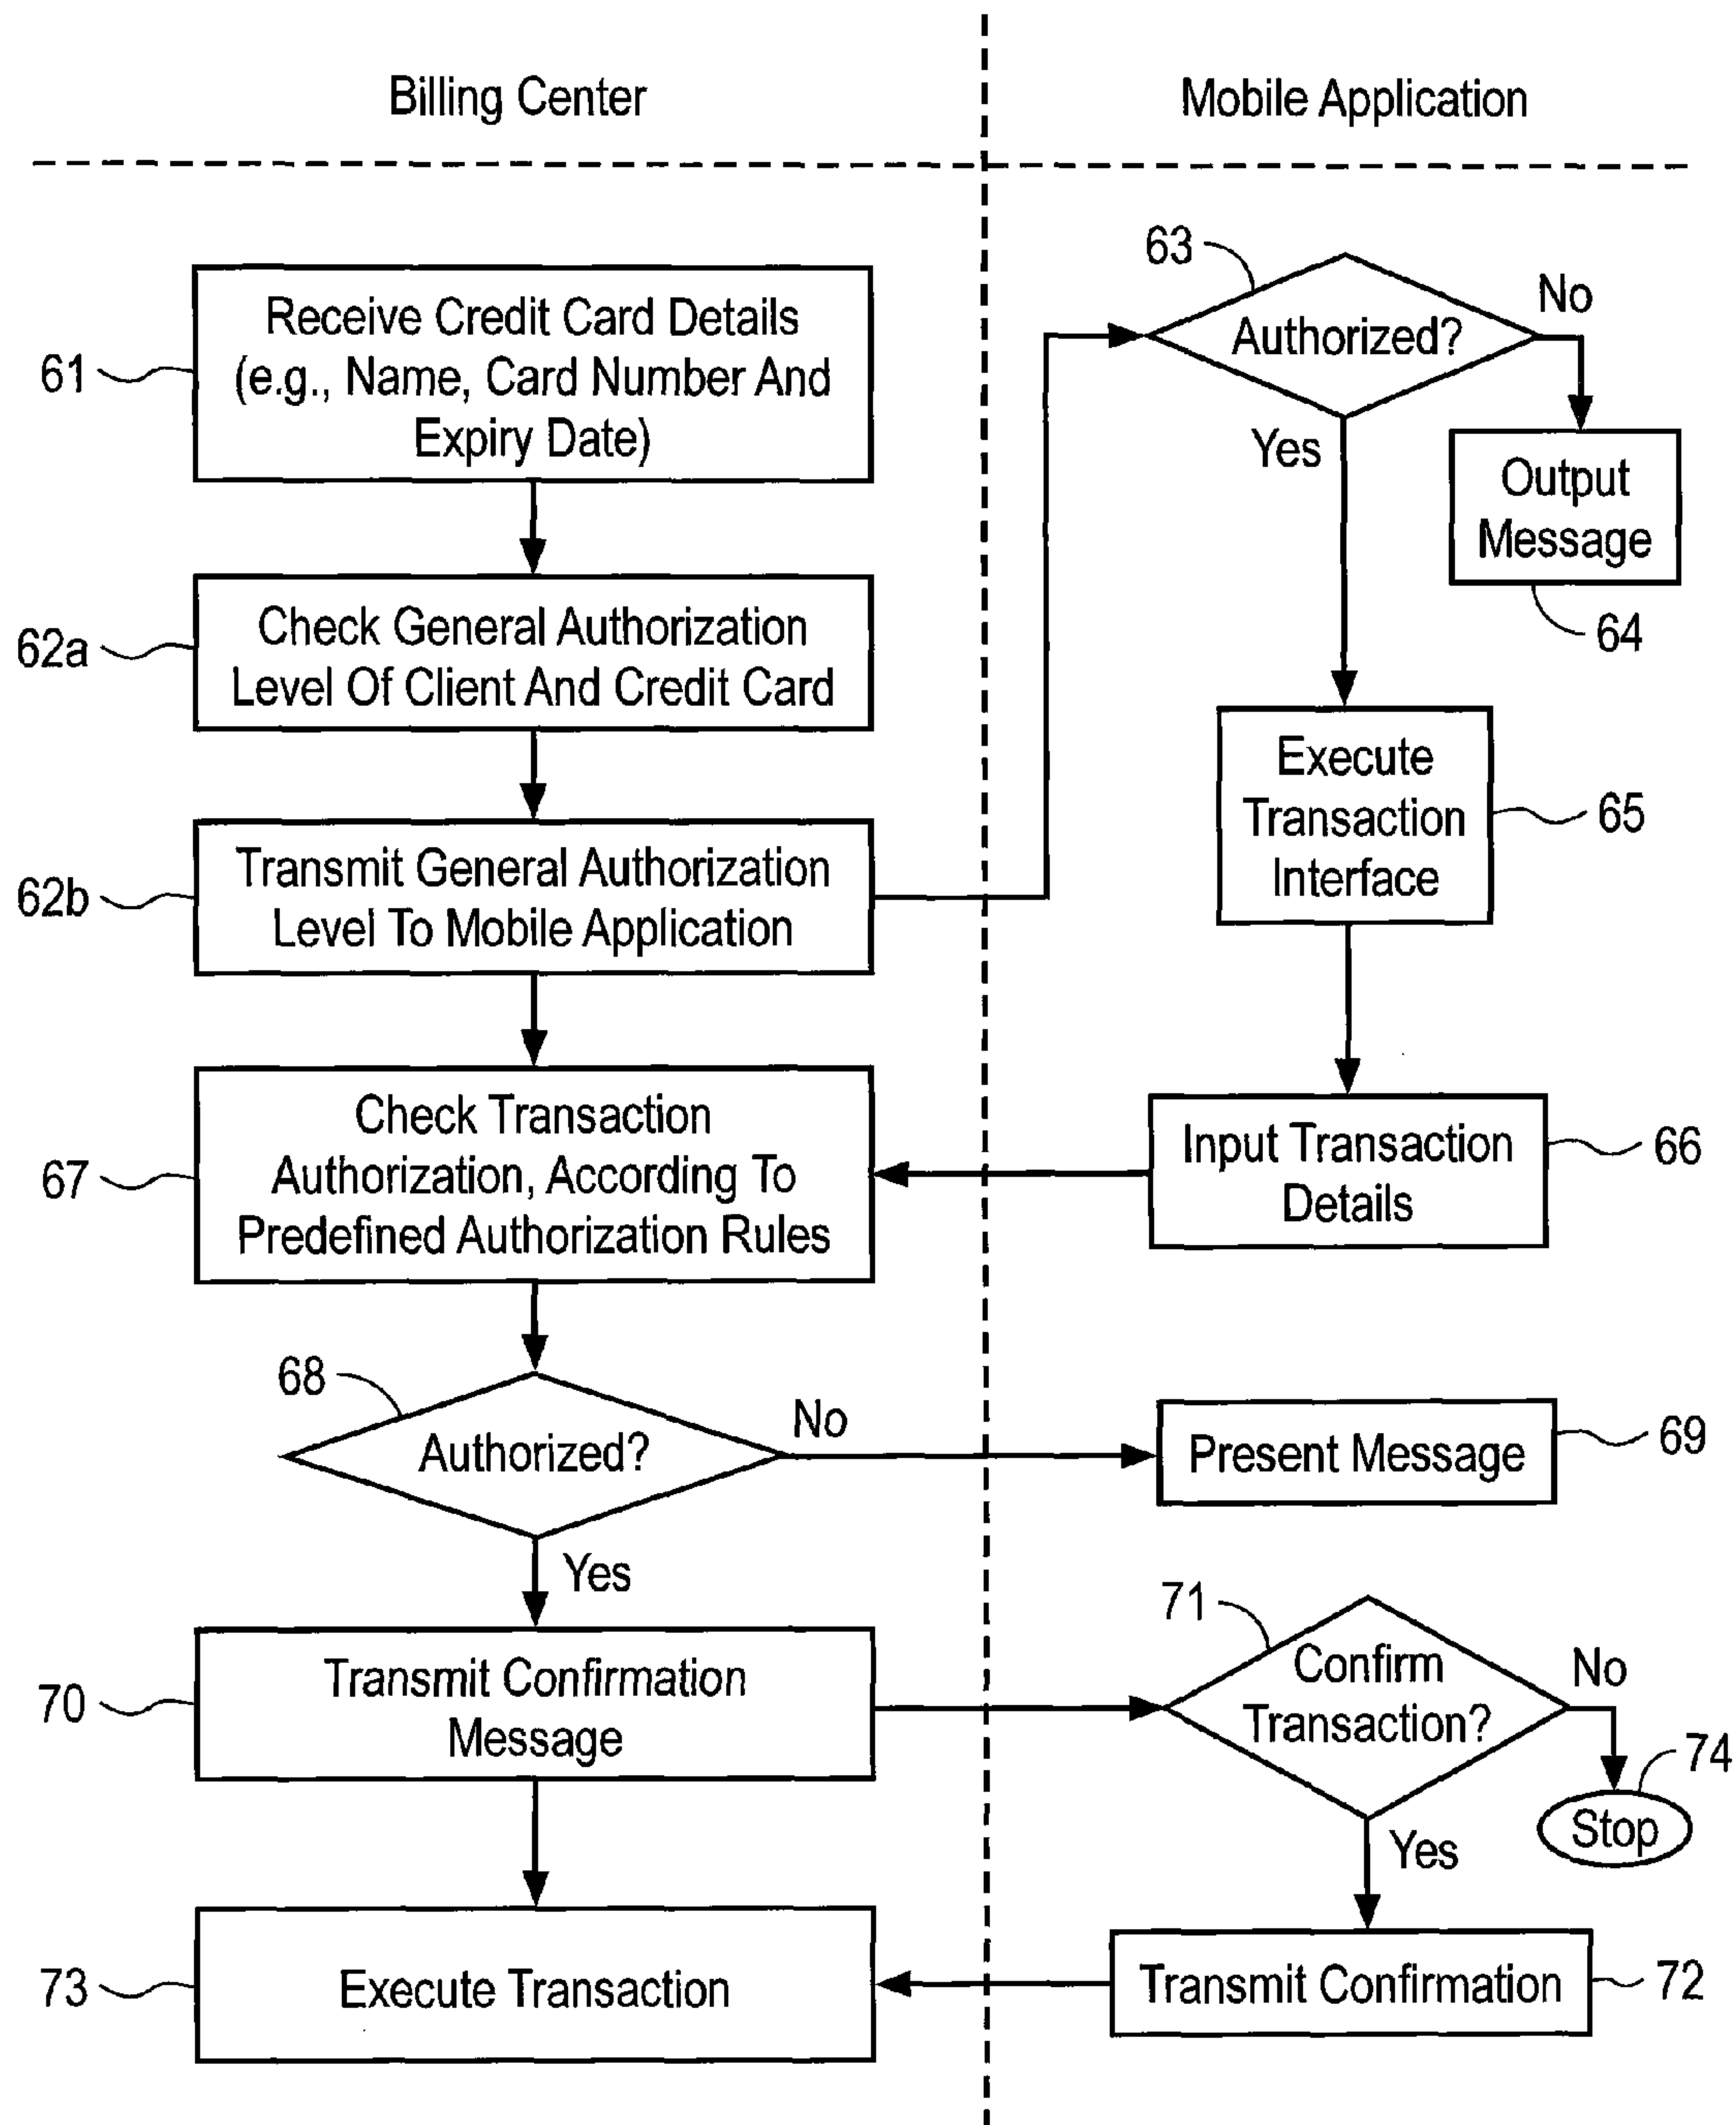 Billing Center
Mobile Application
61
Receive Credit Card Details
(e.g., Name, Card Number And
Expiry Date)
62a
Check General Authorization
Level Of Client And Credit Card
62b
Transmit General Authorization
Level To Mobile Application
63
Authorized?
No
Yes
Output
Message
64
Execute
Transaction
Interface
65
Input Transaction
Details
66
67
Check Transaction
Authorization, According To
Predefined Authorization Rules
68
Authorized?
No
Yes
Present Message
69
70
Transmit Confirmation
Message
71
Confirm
Transaction?
No
Yes
74
Stop
Transmit Confirmation
72
73
Execute Transaction